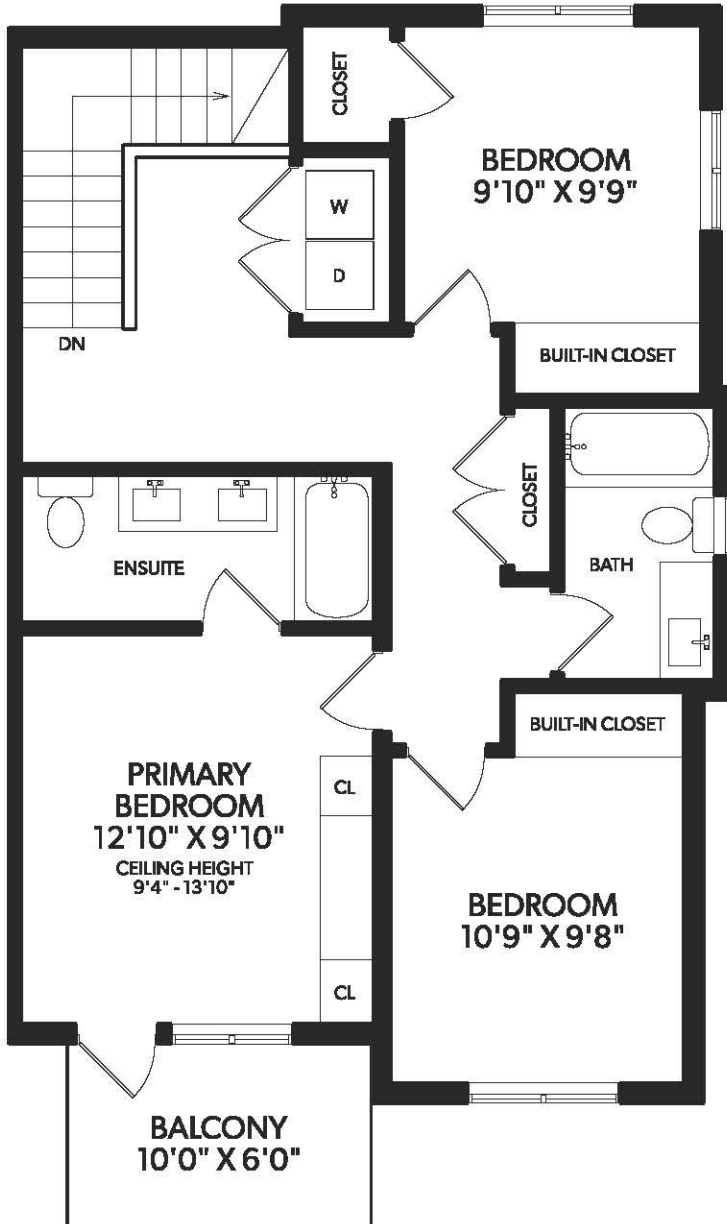 CLOSET
BEDROOM
9'10" X 9'9"
W
D
DN
BUILT-IN CLOSET
CLOSET
ENSUITE
BATH
BUILT-IN CLOSET
PRIMARY
BEDROOM
12'10" X 9'10"
CEILING HEIGHT
9'4" - 13'10"
CL
BEDROOM
10'9" X 9'8"
CL
BALCONY
10'0" X 6'0"